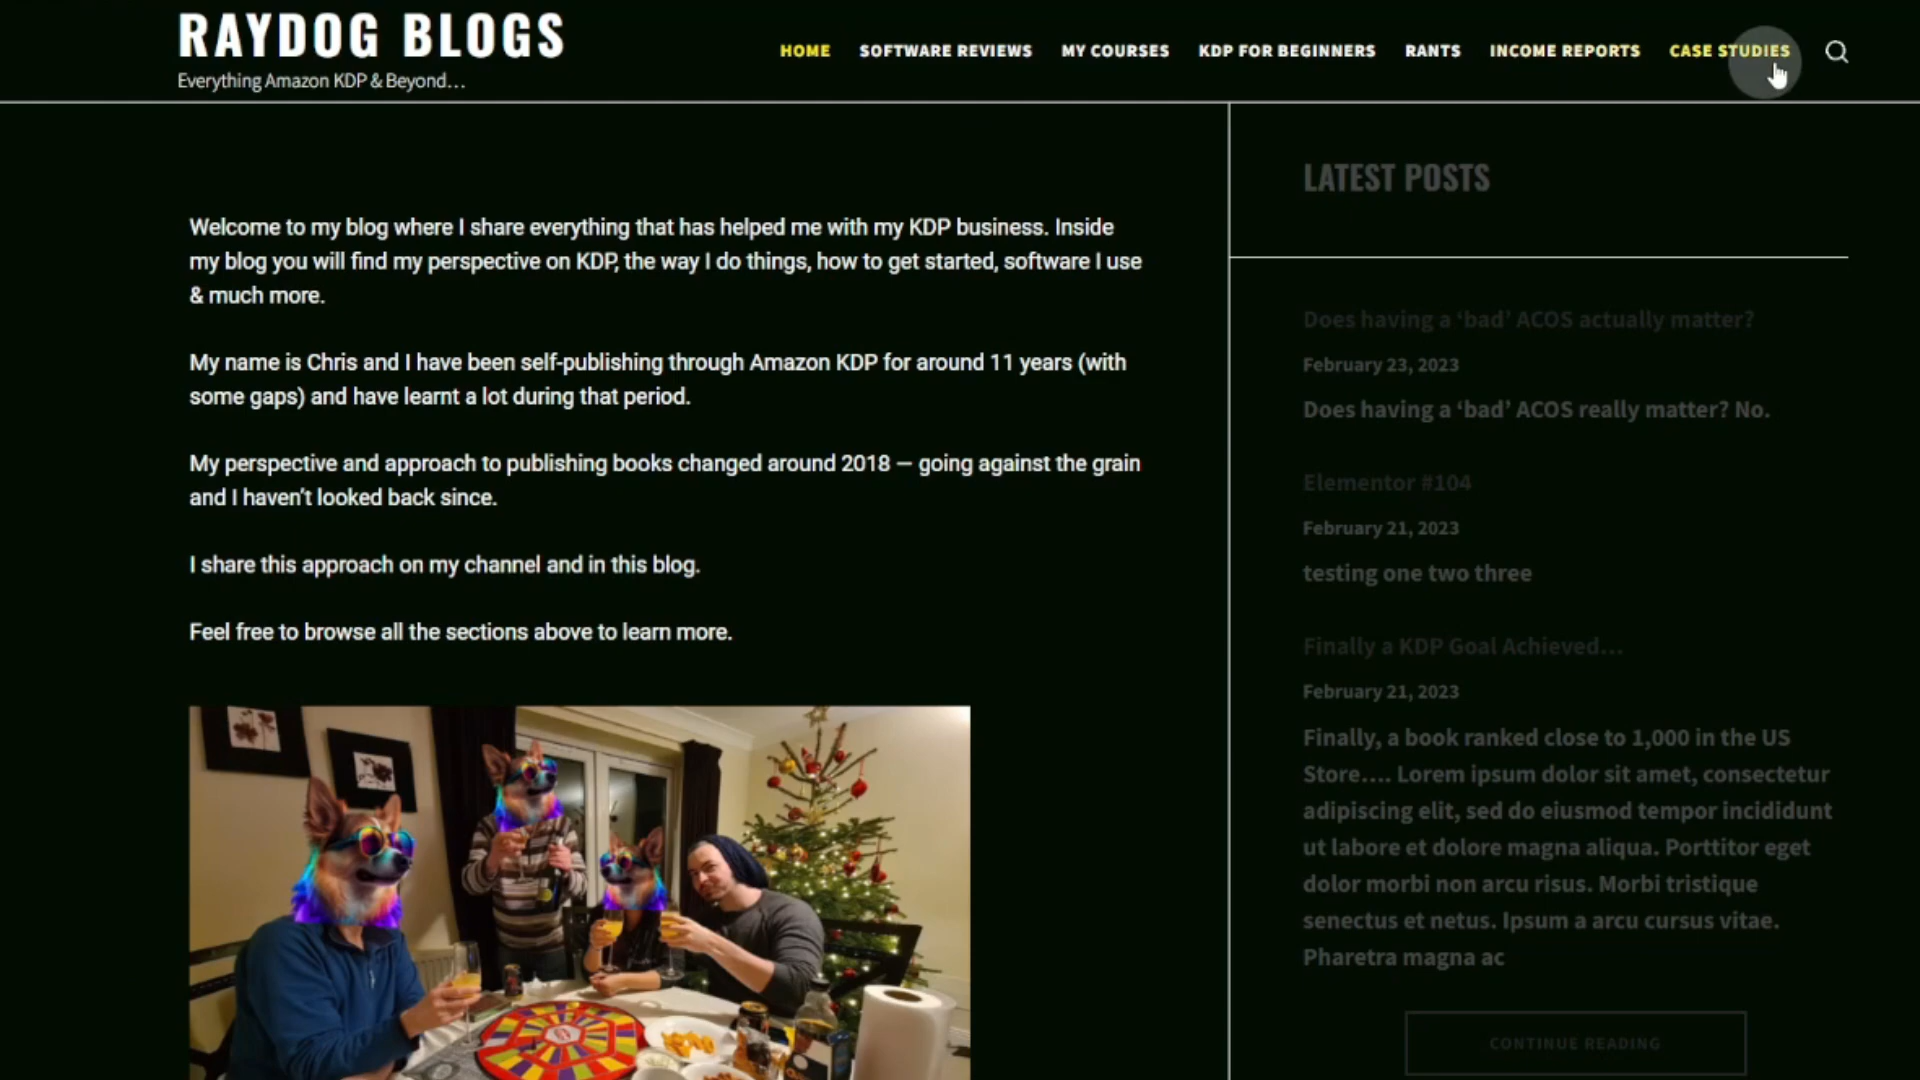 RAYDOG BLOGS
Everything Amazon KDP & Beyond...
HOME SOFTWARE REVIEWS MY COURSES KDP FOR BEGINNERS RANTS INCOME REPORTS CASE STUDIES
Welcome to my blog where I share everything that has helped me with my KDP business. Inside
my blog you will find my perspective on KDP, the way I do things, how to get started, software I use
& much more.
My name is Chris and I have been self-publishing through Amazon KDP for around 11 years (with
some gaps) and have learnt a lot during that period.
My perspective and approach to publishing books changed around 2018 – going against the grain
and I haven't looked back since.
I share this approach on my channel and in this blog.
Feel free to browse all the sections above to learn more.
LATEST POSTS
Does having a ‘bad’ ACOS actually matter?
February 23, 2023
Does having a ‘bad’ ACOS really matter? No.
Elementor #104
February 21, 2023
testing one two three
Finally a KDP Goal Achieved...
February 21, 2023
Finally, a book ranked close to 1,000 in the US
Store.... Lorem ipsum dolor sit amet, consectetur
adipiscing elit, sed do eiusmod tempor incididunt
ut labore et dolore magna aliqua. Porttitor eget
dolor morbi non arcu risus. Morbi tristique
senectus et netus. Ipsum a arcu cursus vitae.
Pharetra magna ac
CONTINUE READING